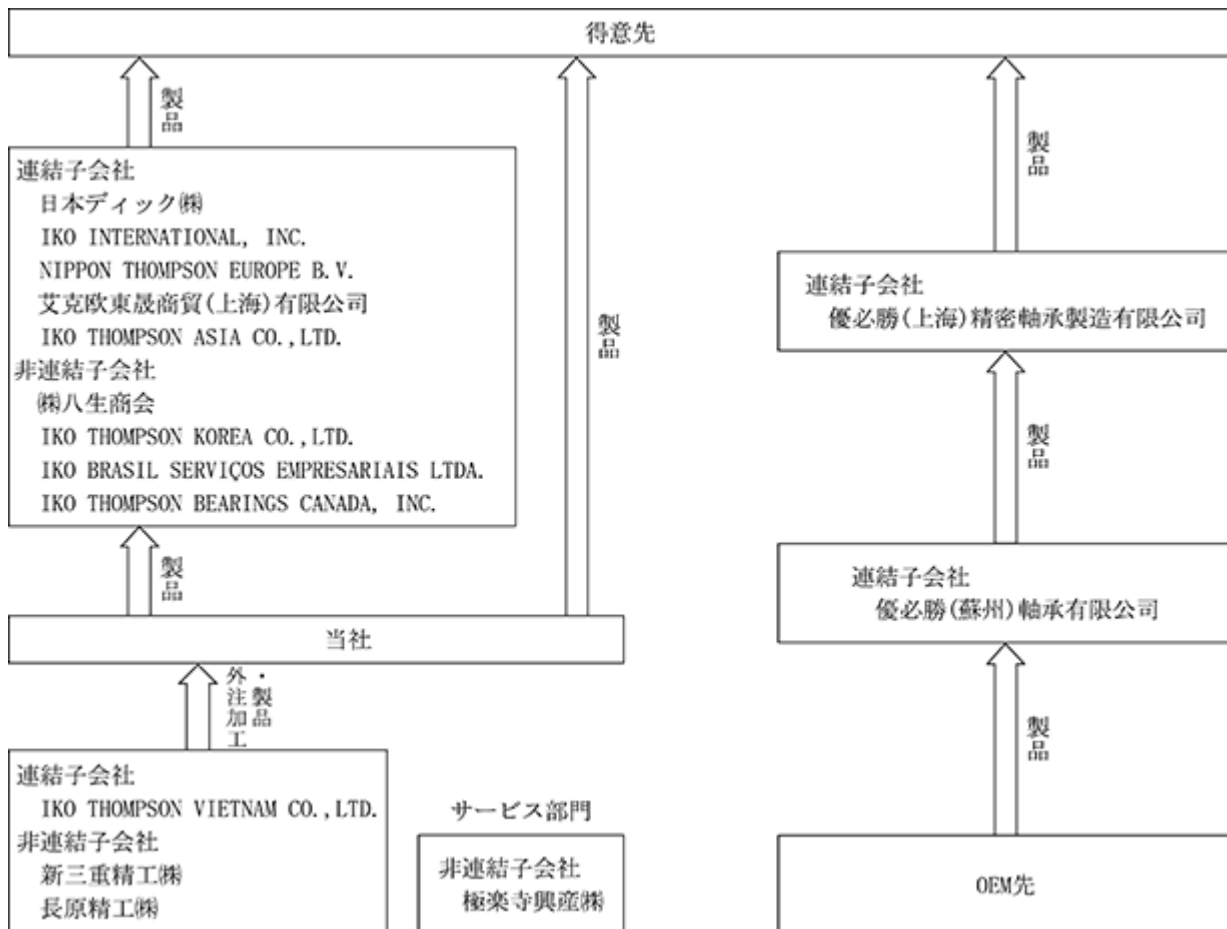 得意先
製品
連結子会社
日本ディック㈱
IKO INTERNATIONAL, INC.
NIPPON THOMPSON EUROPE B.V.
艾克欧東晟商貿(上海)有限公司
IKO THOMPSON ASIA CO.,LTD.
非連結子会社
㈱八生商会
IKO THOMPSON KOREA CO.,LTD.
IKO BRASIL SERVIÇOS EMPRESARIAIS LTDA.
IKO THOMPSON BEARINGS CANADA, INC.
製品
製品
当社
・製品
外注加工
連結子会社
IKO THOMPSON VIETNAM CO.,LTD.
非連結子会社
新三重精工㈱
長原精工㈱
サービス部門
非連結子会社
極楽寺興産㈱
製品
連結子会社
優必勝(上海)精密軸承製造有限公司
製品
連結子会社
優必勝(蘇州)軸承有限公司
製品
OEM先